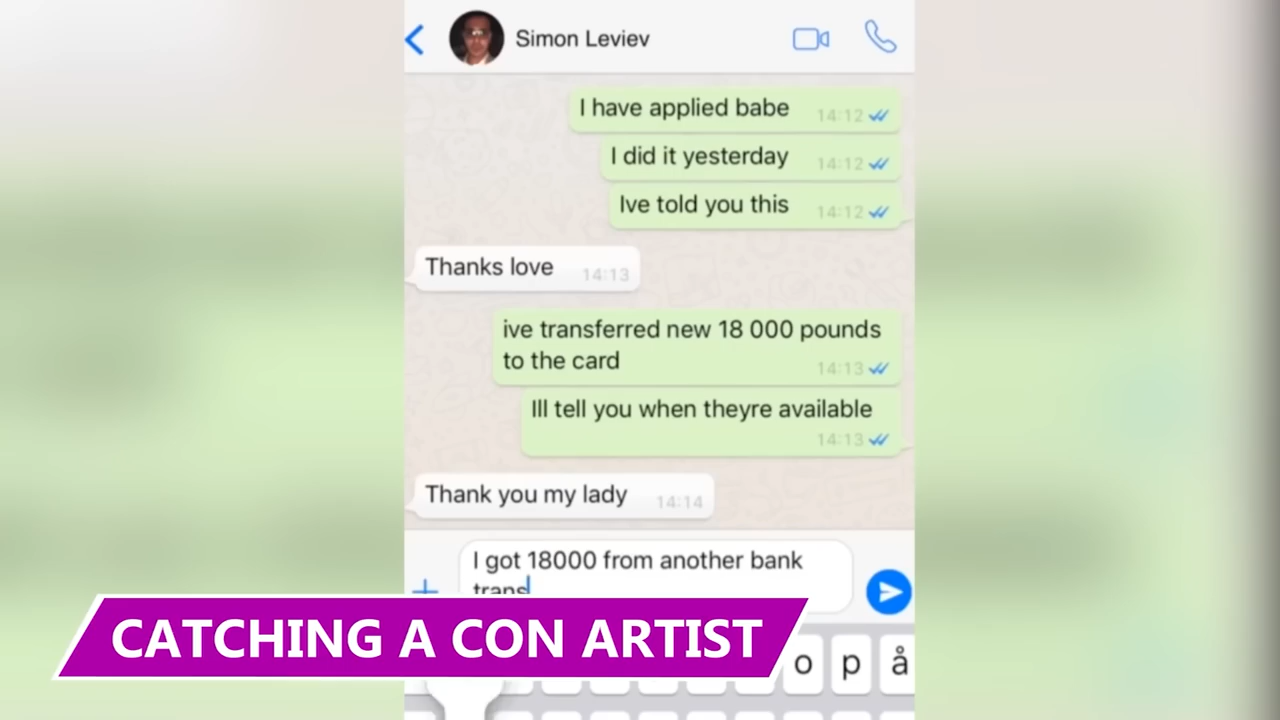 Simon Leviev
I have applied babe
14:12
I did it yesterday
14:12
Ive told you this
14:12
Thanks love
14:13
ive transferred new 18 000 pounds
to the card
14:13
Ill tell you when theyre available
14:13
Thank you my lady
14:14
I got 18000 from another bank
trans
CATCHING A CON ARTIST
o p å